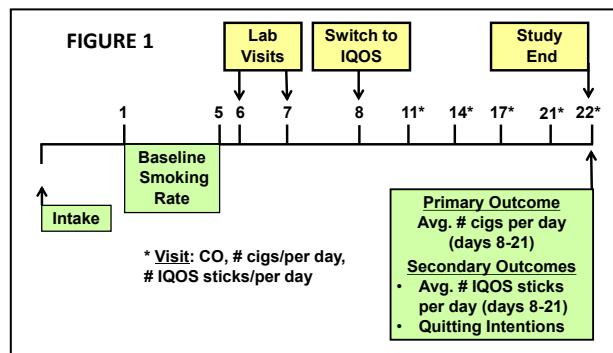 FIGURE 1
Lab
Visits
Switch to
IQOS
Study
End
1
5
6
7
8
11*
14*
17*
21*
22*
Intake
Baseline
Smoking
Rate
* Visit: CO, # cigs/per day,
# IQOS sticks/per day
Primary Outcome
Avg. # cigs per day
(days 8-21)
Secondary Outcomes
• Avg. # IQOS sticks
per day (days 8-21)
• Quitting Intentions